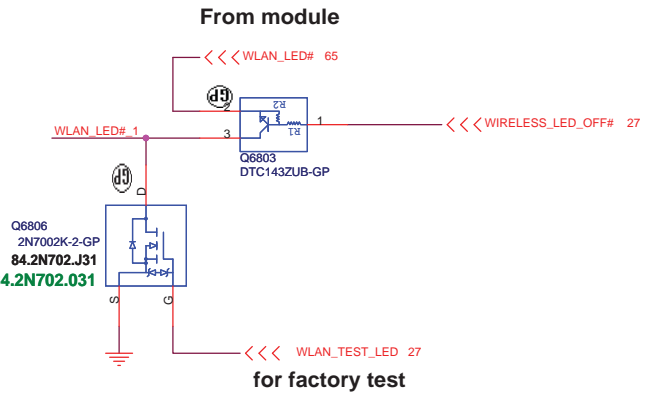 From module
WLAN_LED# 65
GP
2
R2
R1
1
WIRELESS_LED_OFF# 27
WLAN_LED#_1
3
Q6803
DTC143ZUB-GP
GP
D
Q6806
2N7002K-2-GP
84.2N702.J31
4.2N702.031
S
G
WLAN_TEST_LED 27
for factory test